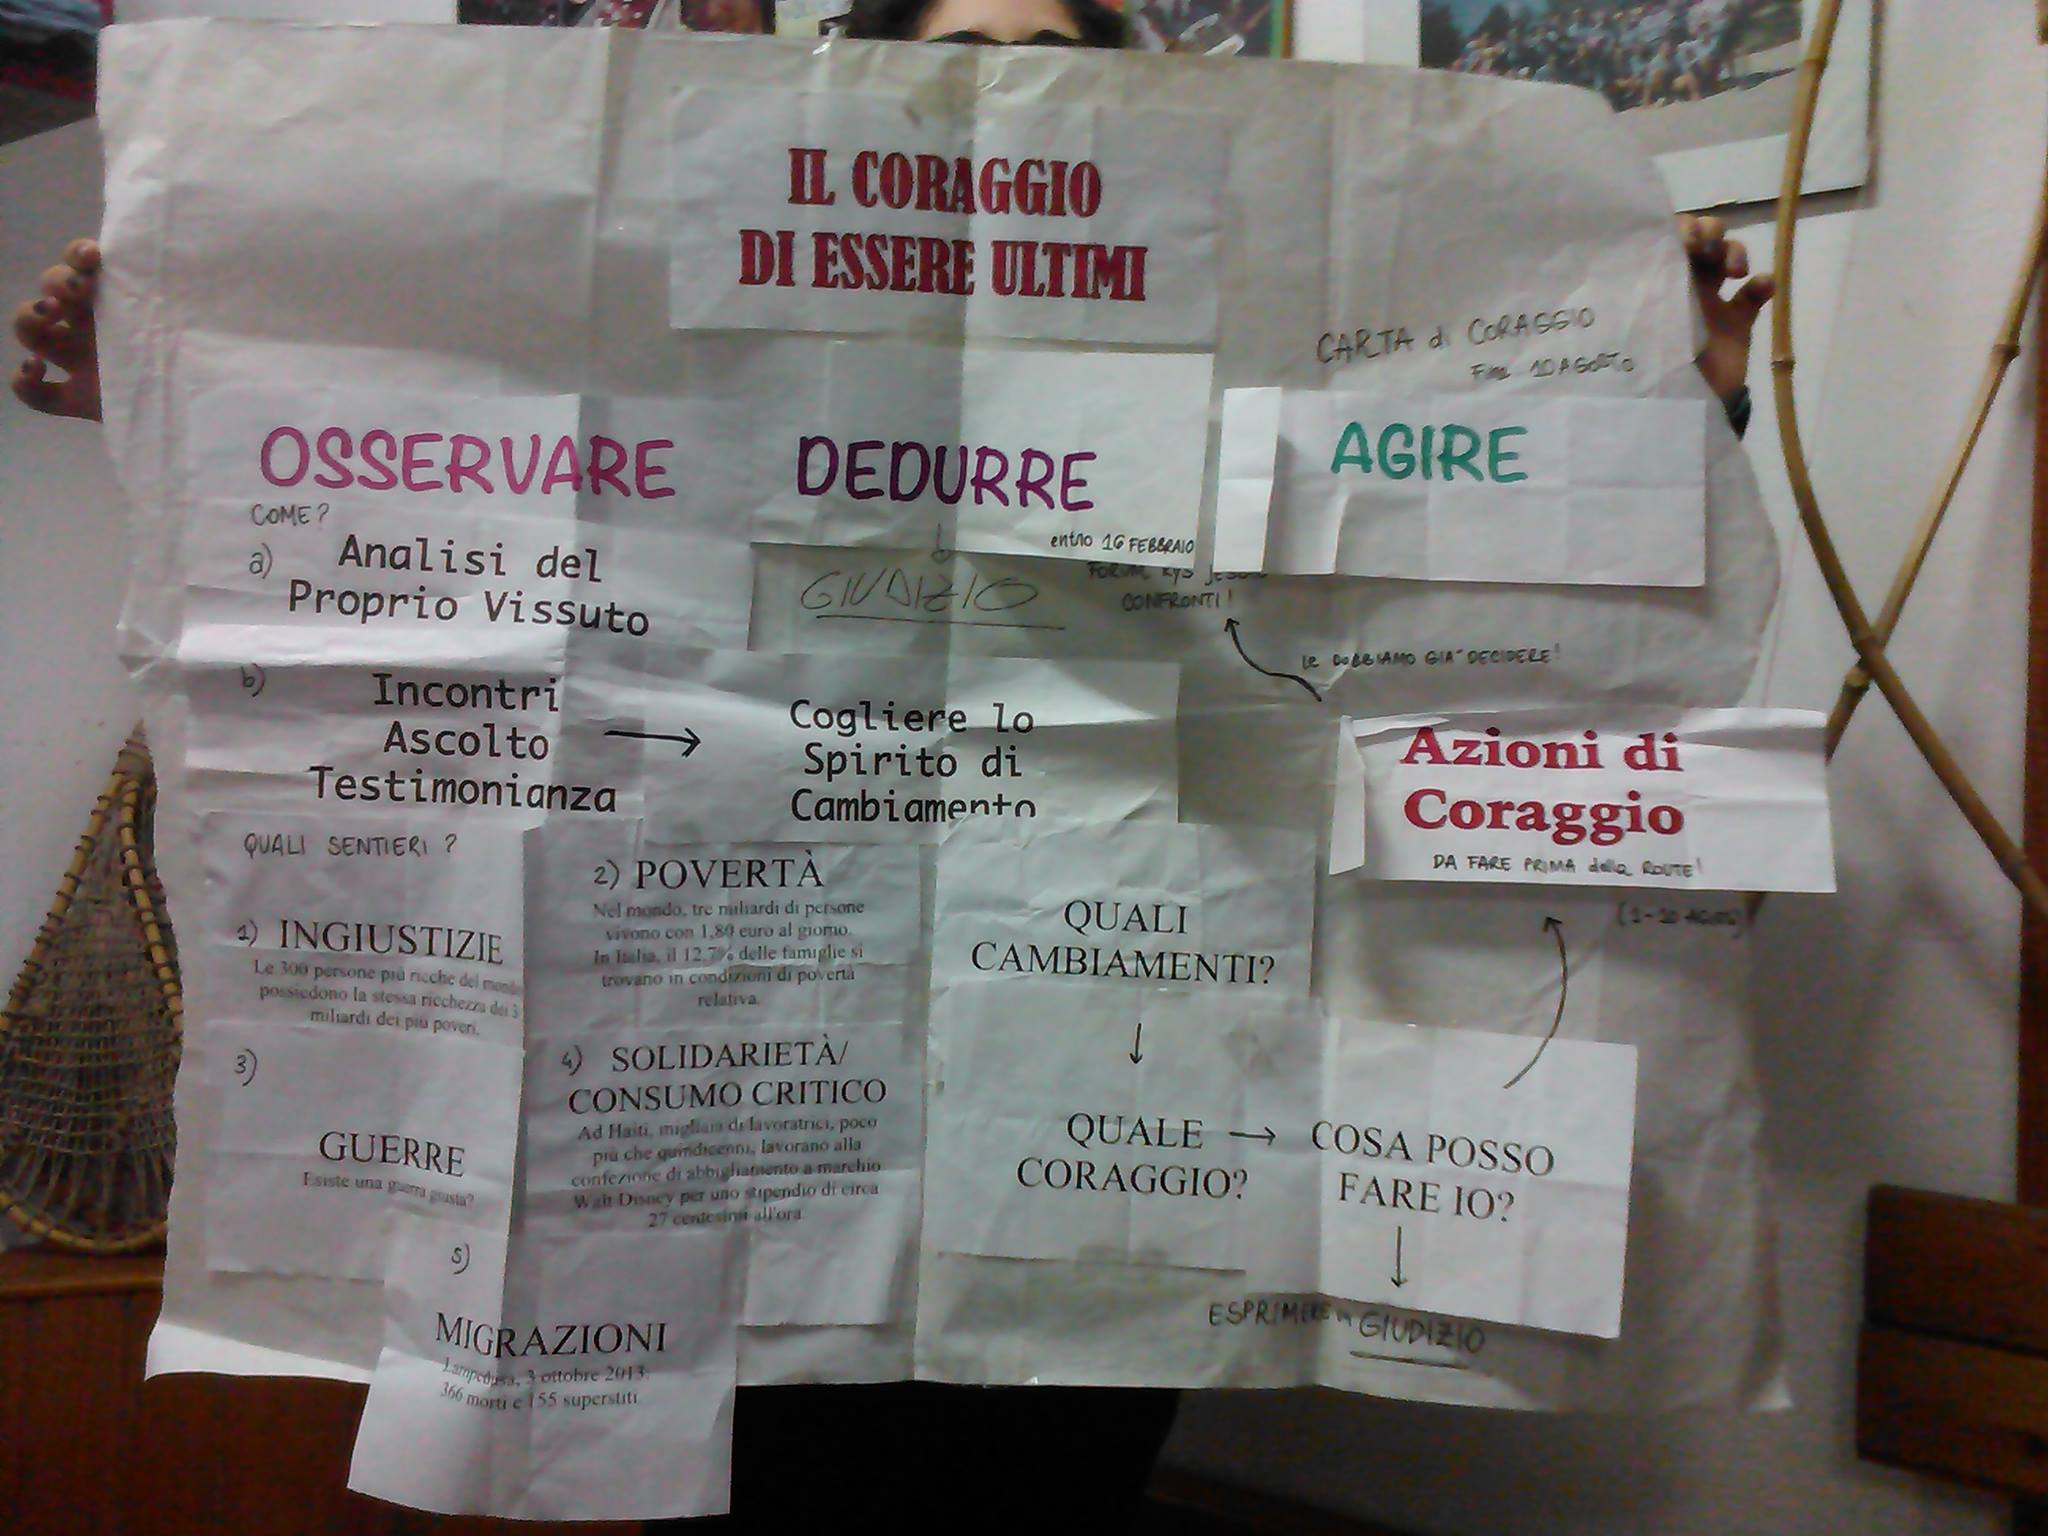 IL CORAGGIO
DI ESSERE ULTIMI
CARTA di CORAGGIO
10 AGOSTO
OSSERVARE
DEDURRE
AGIRE
COME?
a) Analisi del
Proprio Vissuto
entro 16 FEBBRAIO
GIUDIZIO
FORUM,
CONFRONTI!
LE DOBBIAMO GIA' DECIDERE!
b) Incontri
Ascolto
Testimonianza
Cogliere lo
Spirito di
Cambiamento
Azioni di
Coraggio
DA FARE PRIMA della ROUTE!
QUALI SENTIERI ?
1) INGIUSTIZIE
Le 300 persone più ricche del mondo
possiedono la stessa ricchezza dei 3
miliardi dei più poveri.
2) POVERTÀ
Nel mondo, tre miliardi di persone
vivono con 1,80 euro al giorno.
In Italia, il 12,7% delle famiglie si
trovano in condizioni di povertà
relativa.
3)
GUERRE
Esiste una guerra giusta?
4) SOLIDARIETÀ/
CONSUMO CRITICO
Ad Haiti, migliaia di lavoratrici, poco
più che quindicenni, lavorano alla
confezione di abbigliamento a marchio
Walt Disney per uno stipendio di circa
27 centesimi all'ora.
5)
MIGRAZIONI
Lampedusa, 3 ottobre 2013:
366 morti e 155 superstiti
QUALI
CAMBIAMENTI?
QUALE
CORAGGIO?
COSA POSSO
FARE IO?
ESPRIMERE un GIUDIZIO